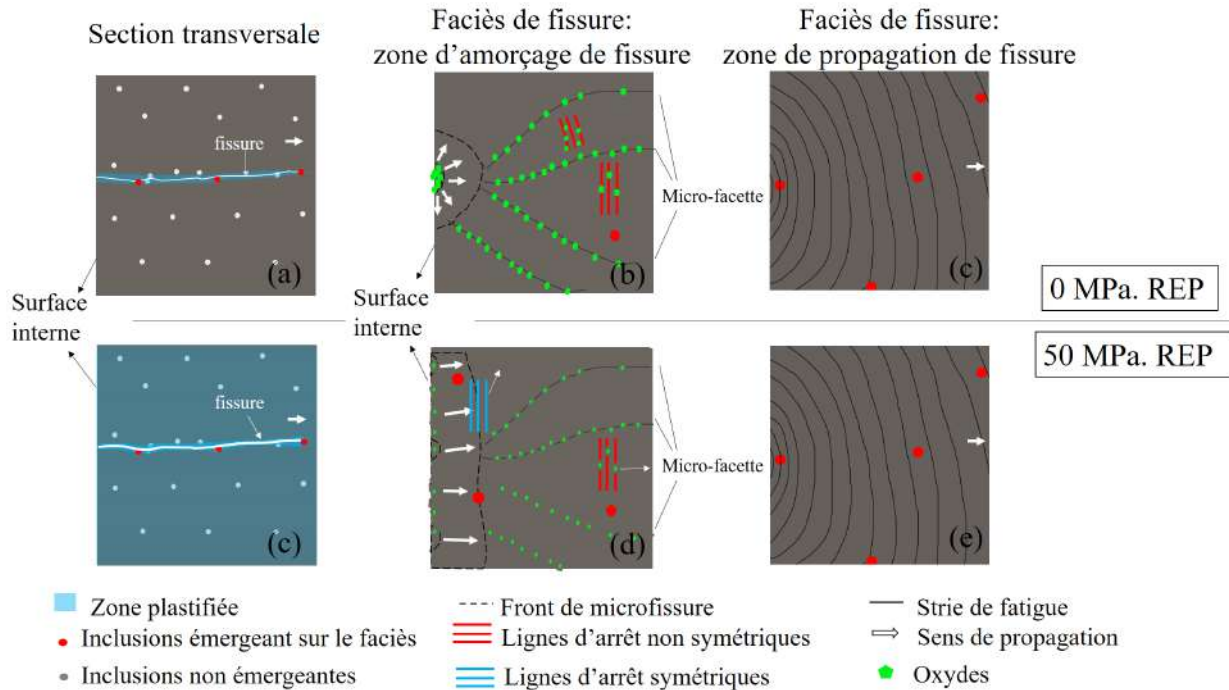 Section transversale
Faciès de fissure:
zone d'amorçage de fissure
Faciès de fissure:
zone de propagation de fissure
fissure
(a)
(b)
Micro-facette
(c)
Surface
interne
Surface
interne
0 MPa. REP
50 MPa. REP
fissure
(c)
(d)
Micro-facette
(e)
Zone plastifiée
Inclusions émergeant sur le faciès
Inclusions non émergeantes
Front de microfissure
Lignes d'arrêt non symétriques
Lignes d'arrêt symétriques
Strie de fatigue
Sens de propagation
Oxydes